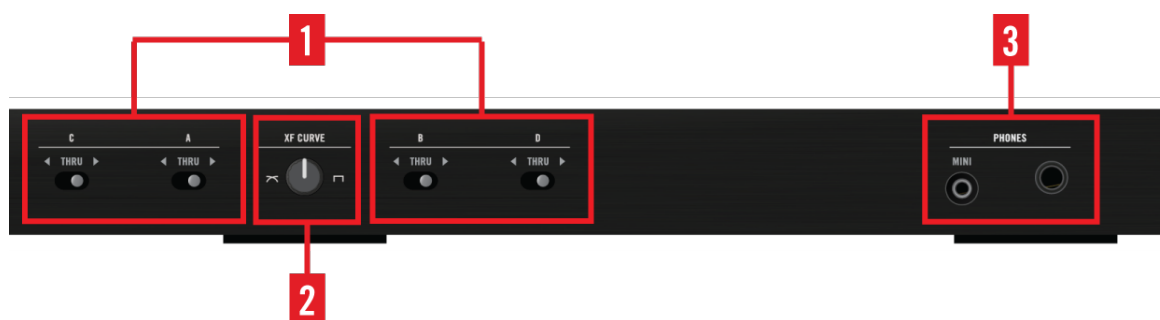 1
3
C
A
XF CURVE
B
D
PHONES
THRU
THRU
THRU
THRU
MINI
2